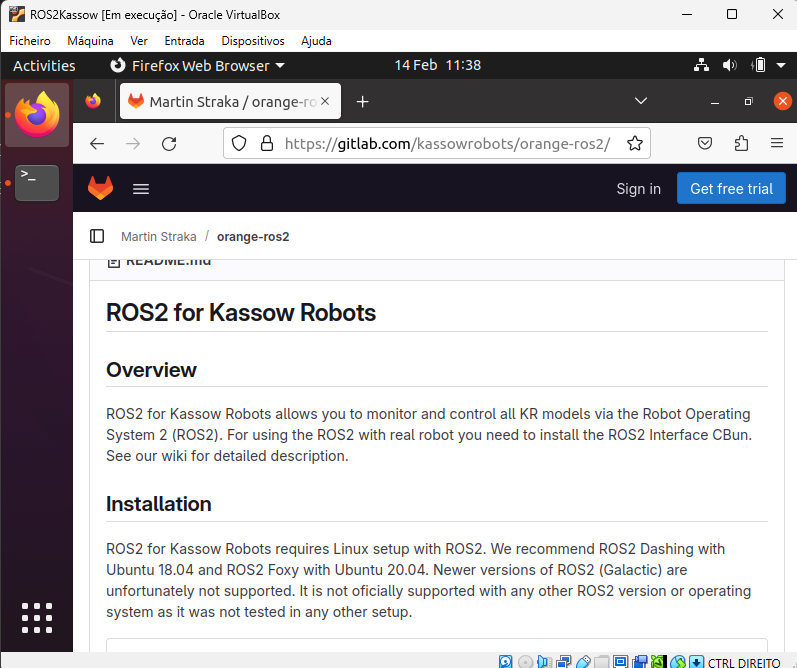 ROS2Kassow [Em execução] - Oracle VirtualBox
Ficheiro Máquina Ver Entrada Dispositivos Ajuda
Activities Firefox Web Browser 14 Feb 11:38
Martin Straka / orange-ro
https://gitlab.com/kassowrobots/orange-ros2/
>_
Sign in Get free trial
Martin Straka / orange-ros2
README.md
ROS2 for Kassow Robots
Overview
ROS2 for Kassow Robots allows you to monitor and control all KR models via the Robot Operating
System 2 (ROS2). For using the ROS2 with real robot you need to install the ROS2 Interface CBun.
See our wiki for detailed description.
Installation
ROS2 for Kassow Robots requires Linux setup with ROS2. We recommend ROS2 Dashing with
Ubuntu 18.04 and ROS2 Foxy with Ubuntu 20.04. Newer versions of ROS2 (Galactic) are
unfortunately not supported. It is not oficially supported with any other ROS2 version or operating
system as it was not tested in any other setup.
CTRL DIREITO